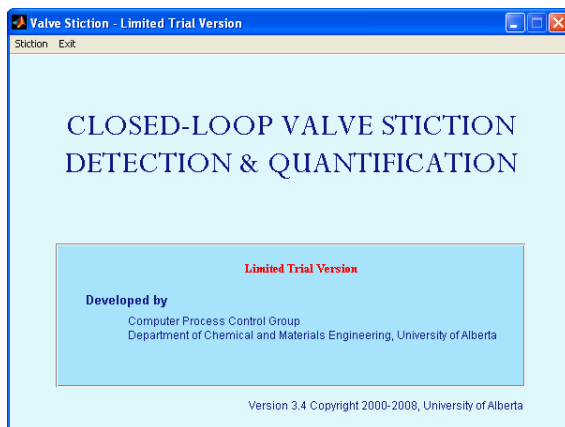 Valve Stiction - Limited Trial Version
Stiction Exit
CLOSED-LOOP VALVE STICTION
DETECTION & QUANTIFICATION
Limited Trial Version
Developed by
Computer Process Control Group
Department of Chemical and Materials Engineering, University of Alberta
Version 3.4 Copyright 2000-2008, University of Alberta